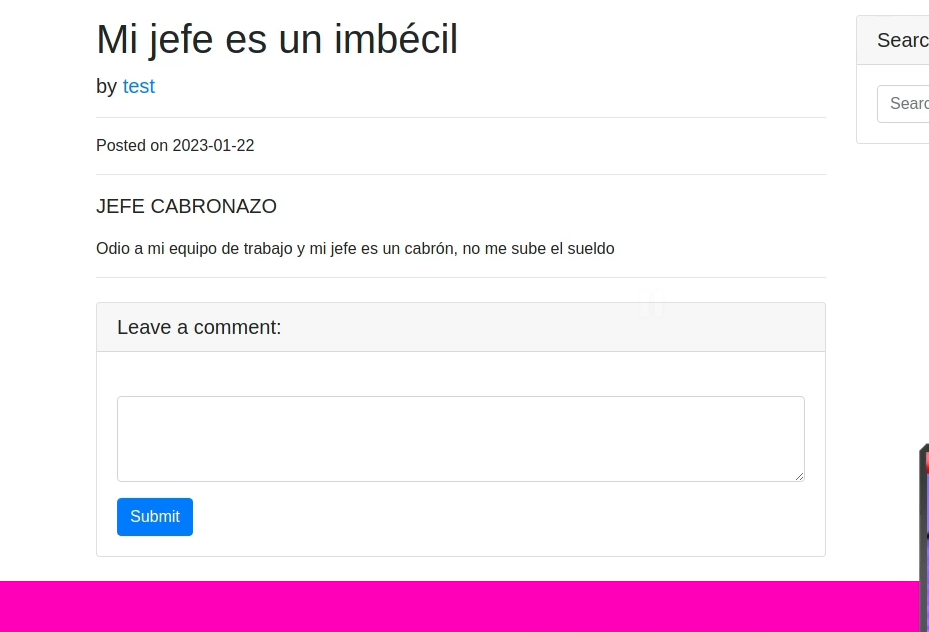 Mi jefe es un imbécil
by test
Posted on 2023-01-22
JEFE CABRONAZO
Odio a mi equipo de trabajo y mi jefe es un cabrón, no me sube el sueldo
Leave a comment:
Submit
Searc
Searc